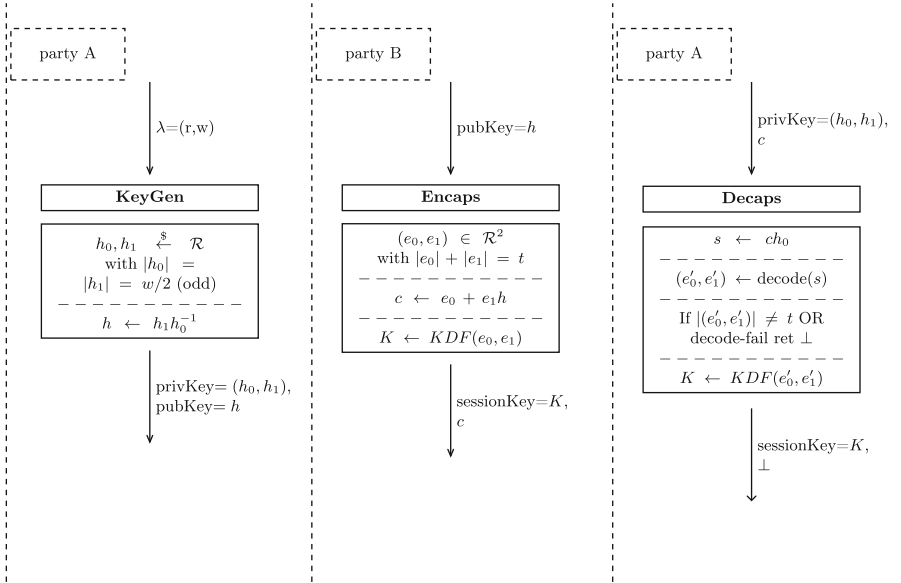 party A
λ=(r,w)
KeyGen
h₀, h₁ $← ℛ
with |h₀| =
|h₁| = w/2 (odd)
h ← h₁h₀⁻¹
privKey= (h₀, h₁),
pubKey= h
party B
pubKey=h
Encaps
(e₀, e₁) ∈ ℛ²
with |e₀| + |e₁| = t
c ← e₀ + e₁h
K ← KDF(e₀, e₁)
sessionKey=K,
c
party A
privKey=(h₀, h₁),
c
Decaps
s ← ch₀
(e′₀, e′₁) ← decode(s)
If |(e′₀, e′₁)| ≠ t OR
decode-fail ret ⊥
K ← KDF(e′₀, e′₁)
sessionKey=K,
⊥